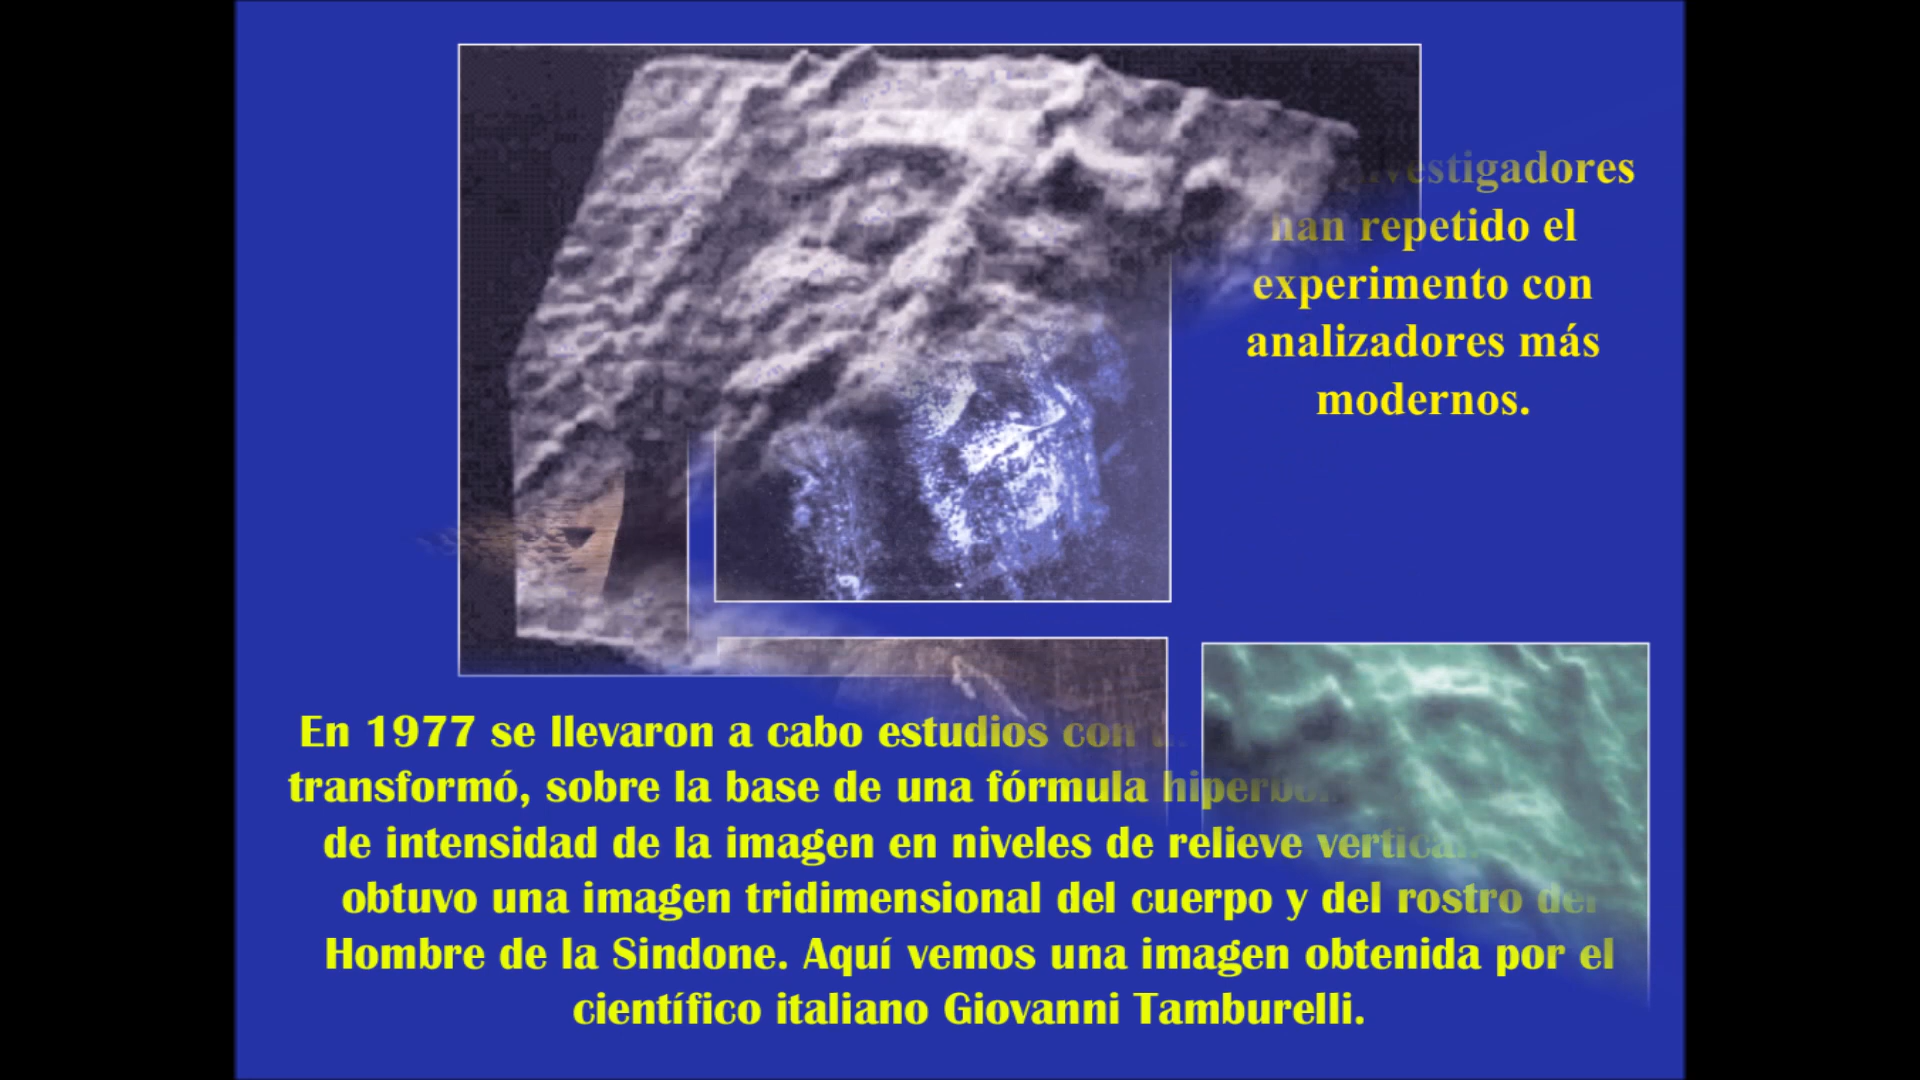 han repetido el
experimento con
analizadores más
modernos.
En 1977 se llevaron a cabo estudios con
transformó, sobre la base de una fórmula
de intensidad de la imagen en niveles de relieve
obtuvo una imagen tridimensional del cuerpo y del rostro del
Hombre de la Sindone. Aquí vemos una imagen obtenida por el
científico italiano Giovanni Tamburelli.